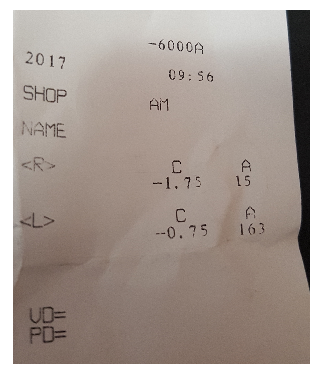 -6000A
2017 09:56
SHOP AM
NAME
<R> C A
-1.75 15
<L> C A
-0.75 163
VD=
PD=